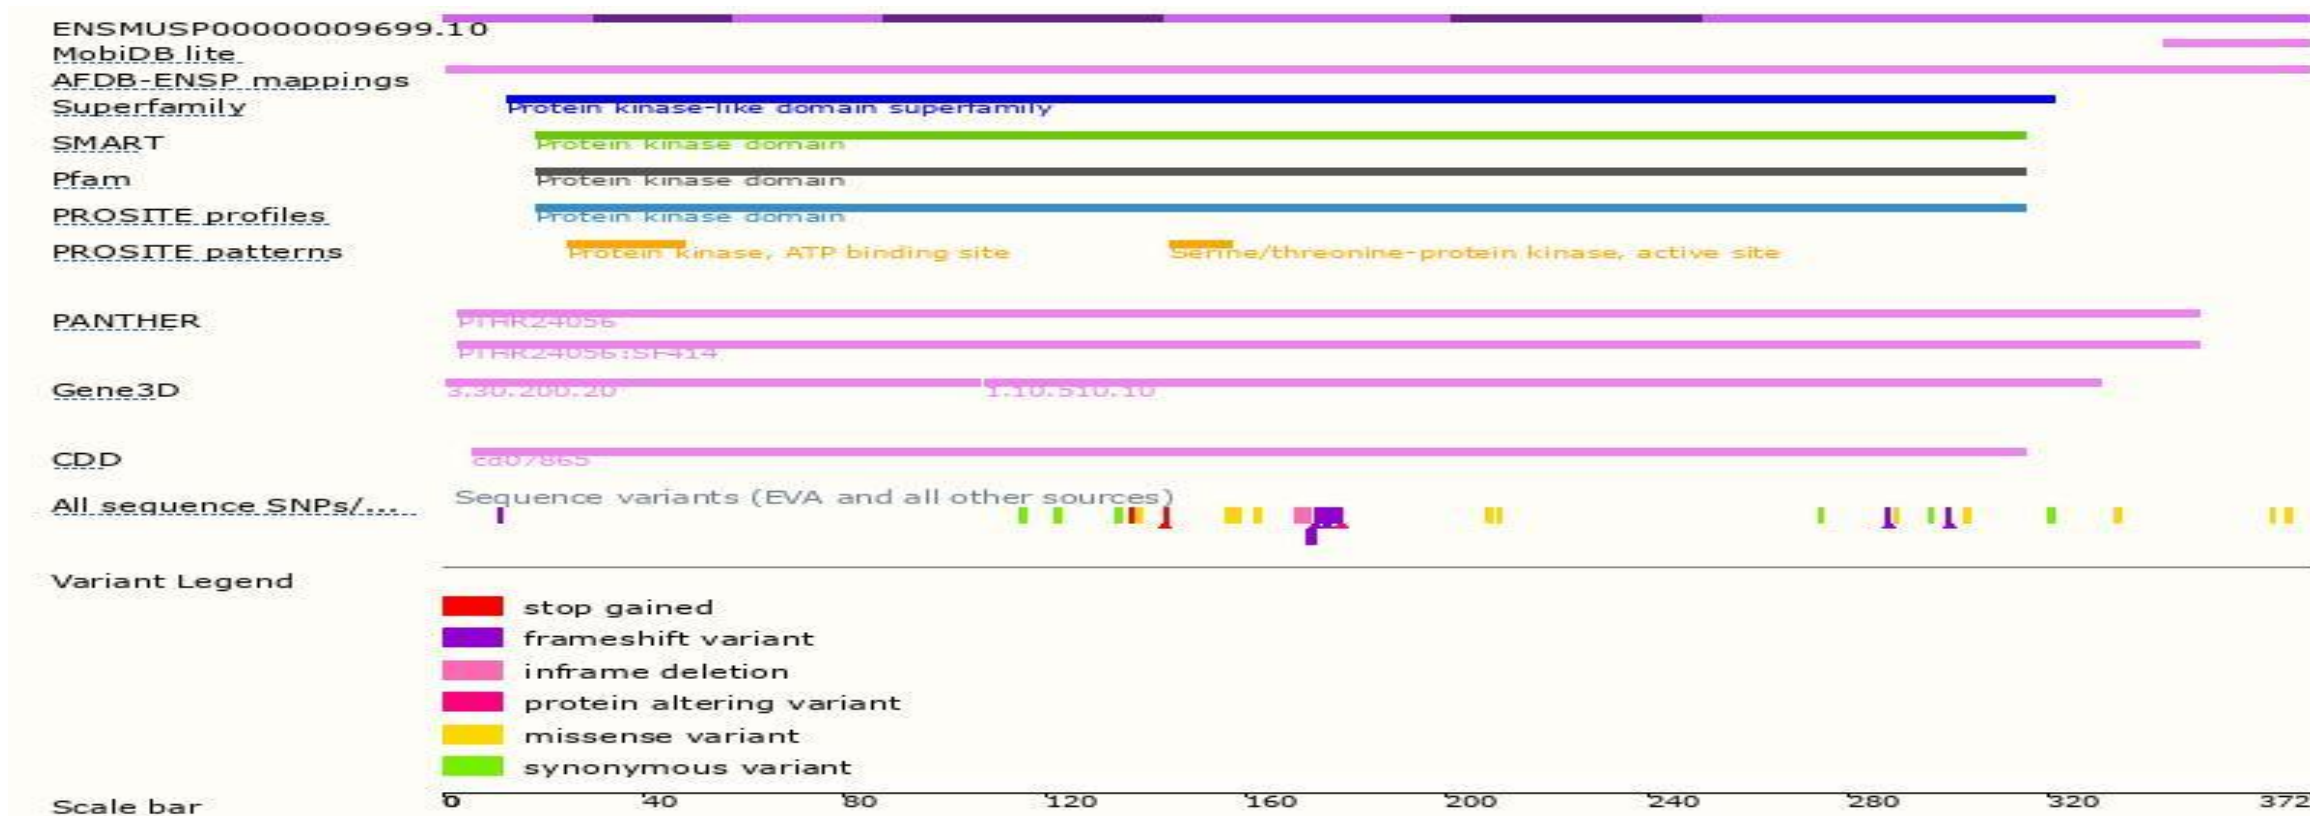 ENSMUSP00000009699.10
MobiDB lite
AFDB-ENSP mappings
Superfamily
Protein kinase-like domain superfamily
SMART
Protein kinase domain
Pfam
Protein kinase domain
PROSITE profiles
Protein kinase domain
PROSITE patterns
Protein kinase, ATP binding site
Serine/threonine-protein kinase, active site
PANTHER
PTHR24056
PTHR24056:SF414
Gene3D
3.30.200.20
1.10.510.10
CDD
cd07865
All sequence SNPs/...
Sequence variants (EVA and all other sources)
Variant Legend
stop gained
frameshift variant
inframe deletion
protein altering variant
missense variant
synonymous variant
Scale bar
0 40 80 120 160 200 240 280 320 372